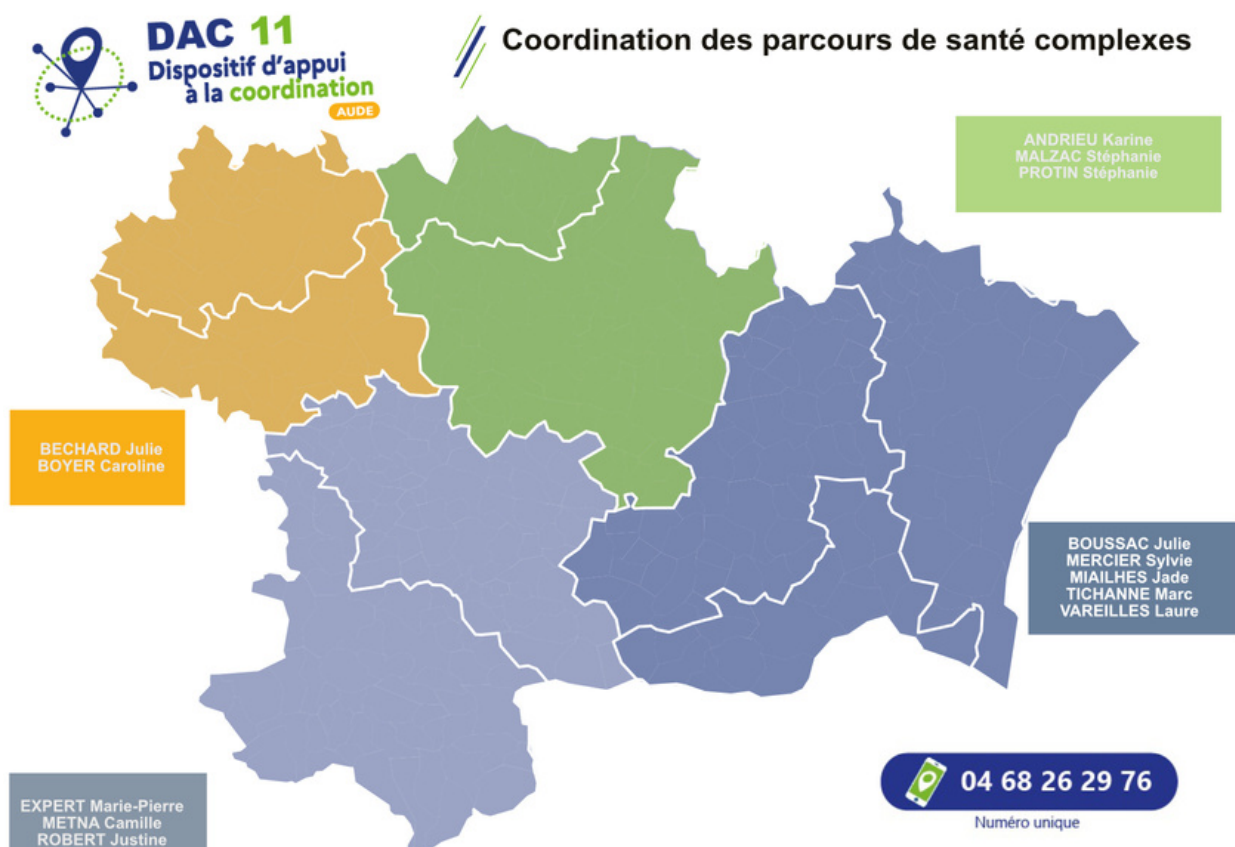 DAC 11
Dispositif d'appui
à la coordination
AUDE
Coordination des parcours de santé complexes
ANDRIEU Karine
MALZAC Stéphanie
PROTIN Stéphanie
BECHARD Julie
BOYER Caroline
BOUSSAC Julie
MERCIER Sylvie
MIAILHES Jade
TICHANNE Marc
VAREILLES Laure
EXPERT Marie-Pierre
METNA Camille
ROBERT Justine
04 68 26 29 76
Numéro unique